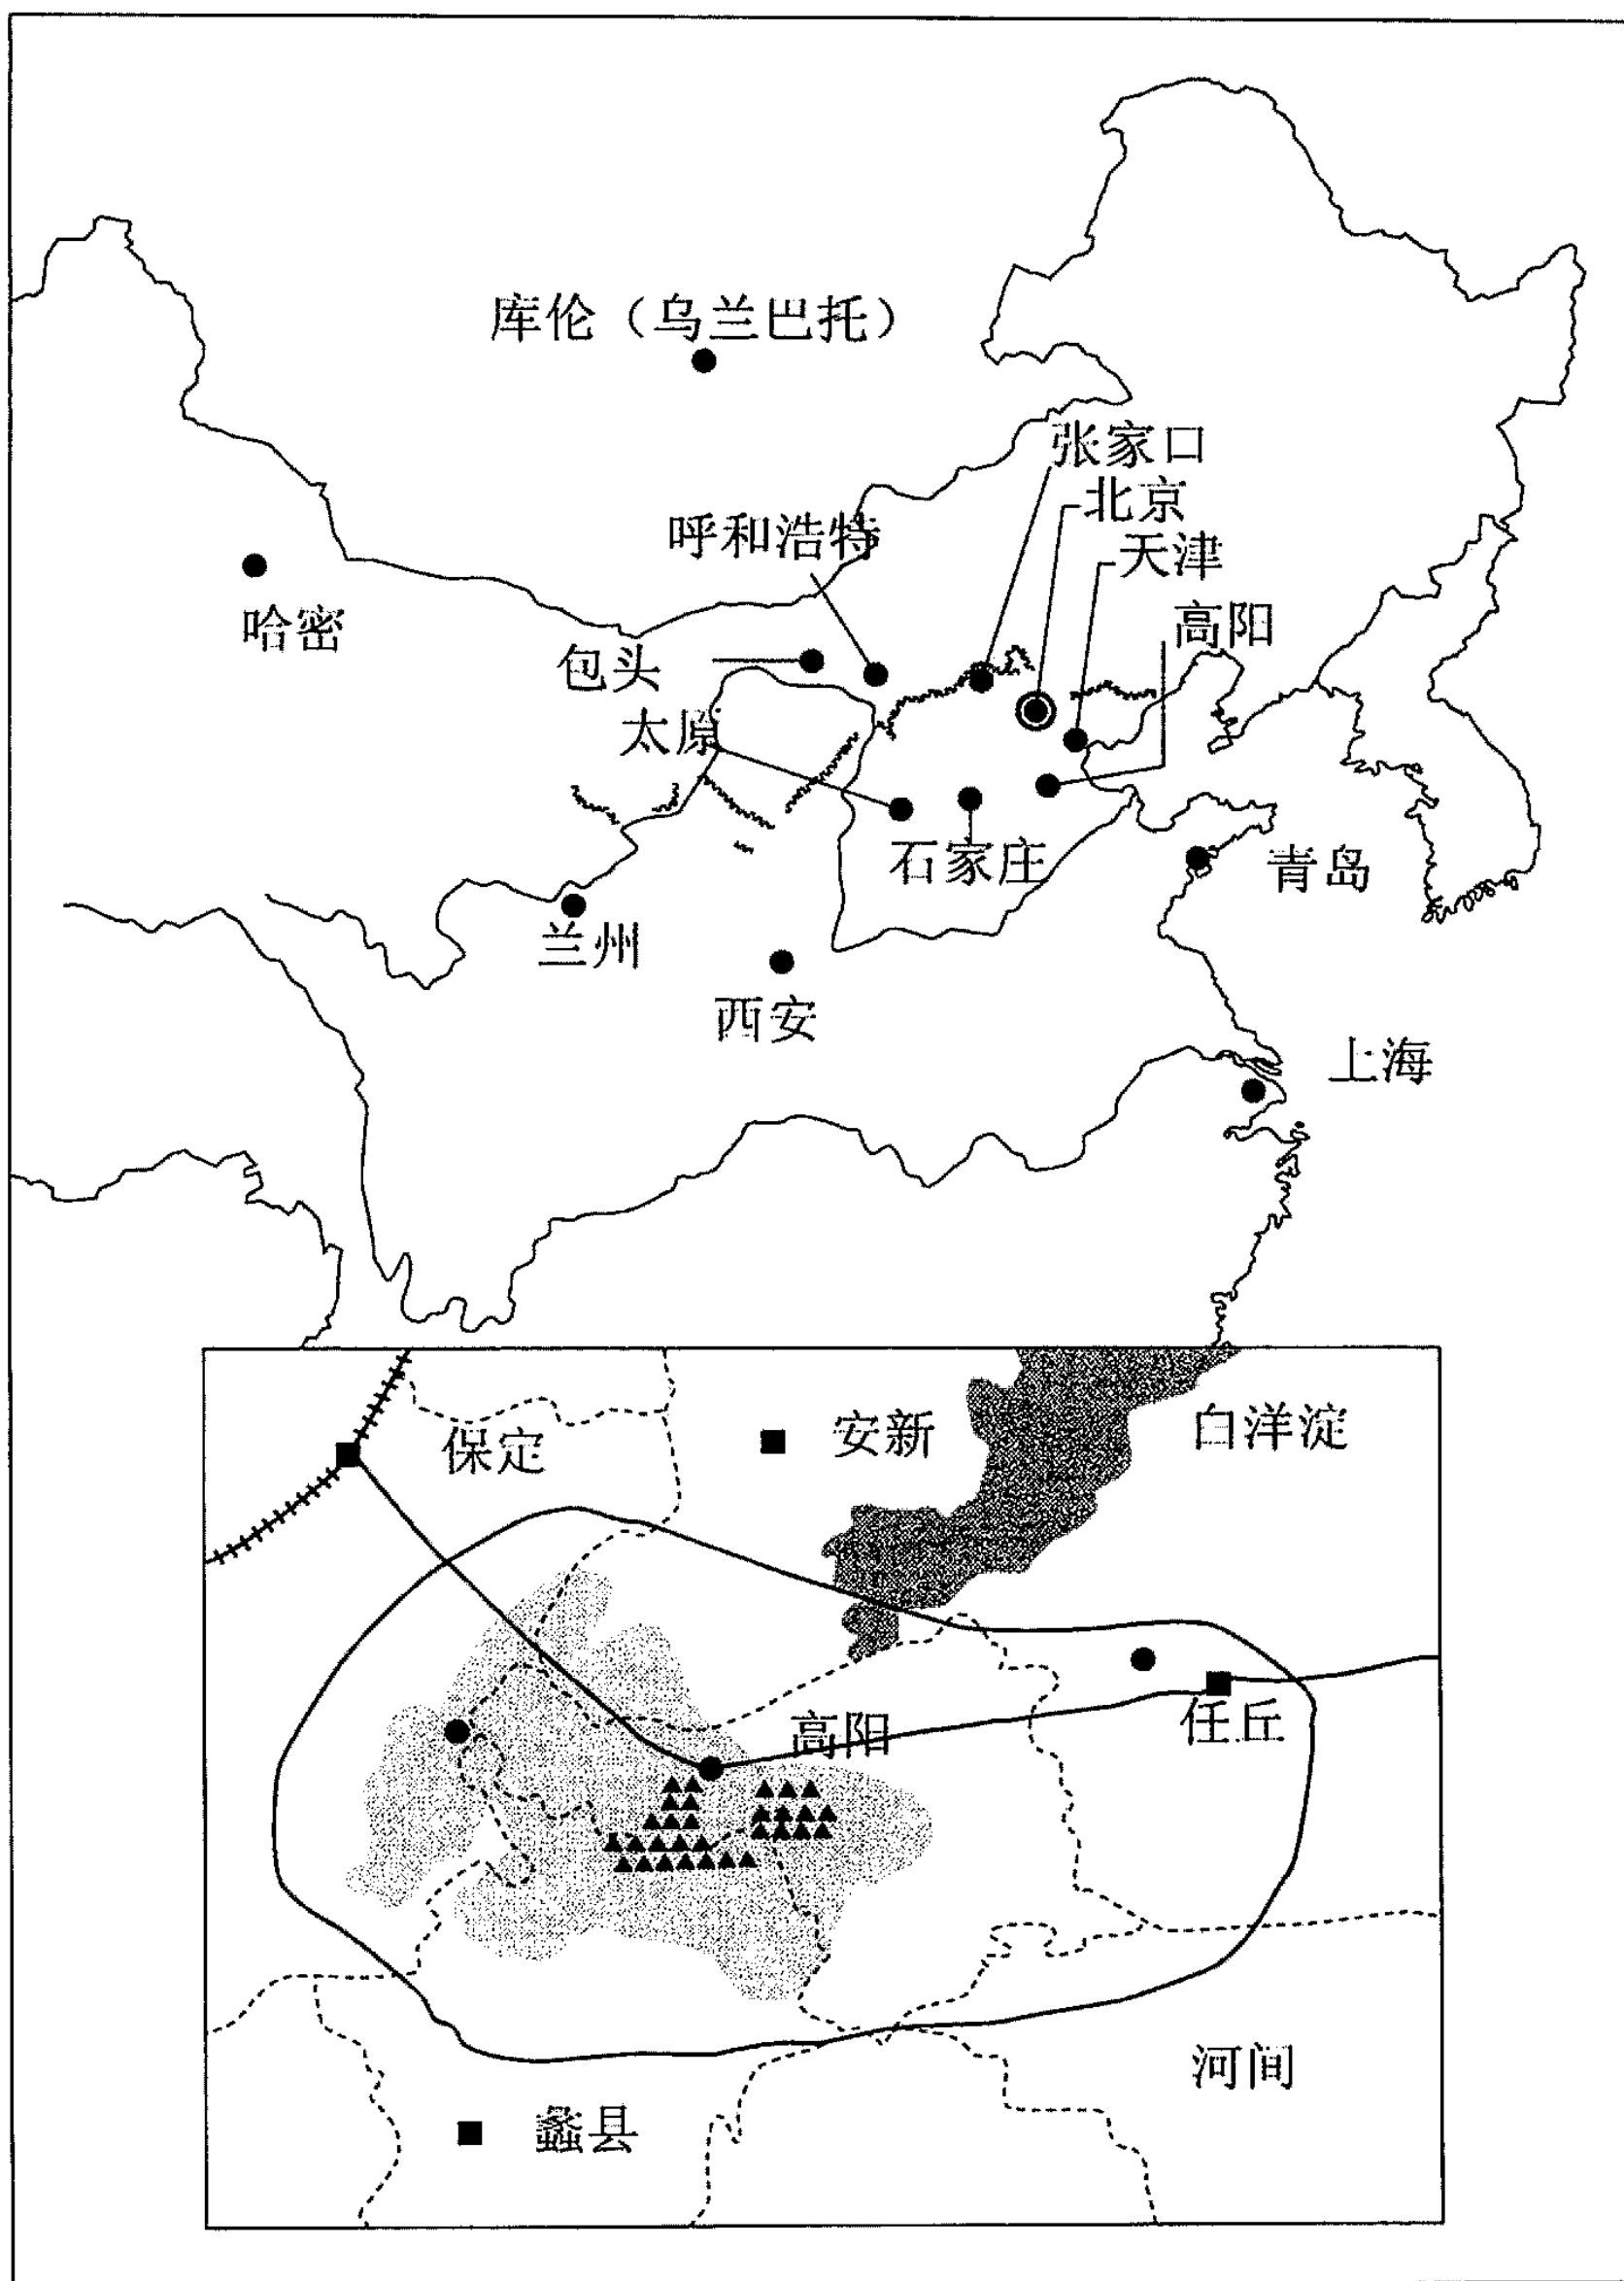 库伦（乌兰巴托）
张家口
北京
呼和浩特
天津
哈密
高阳
包头
太原
石家庄
青岛
兰州
西安
上海
保定
安新
白洋淀
高阳
任丘
河间
蠡县